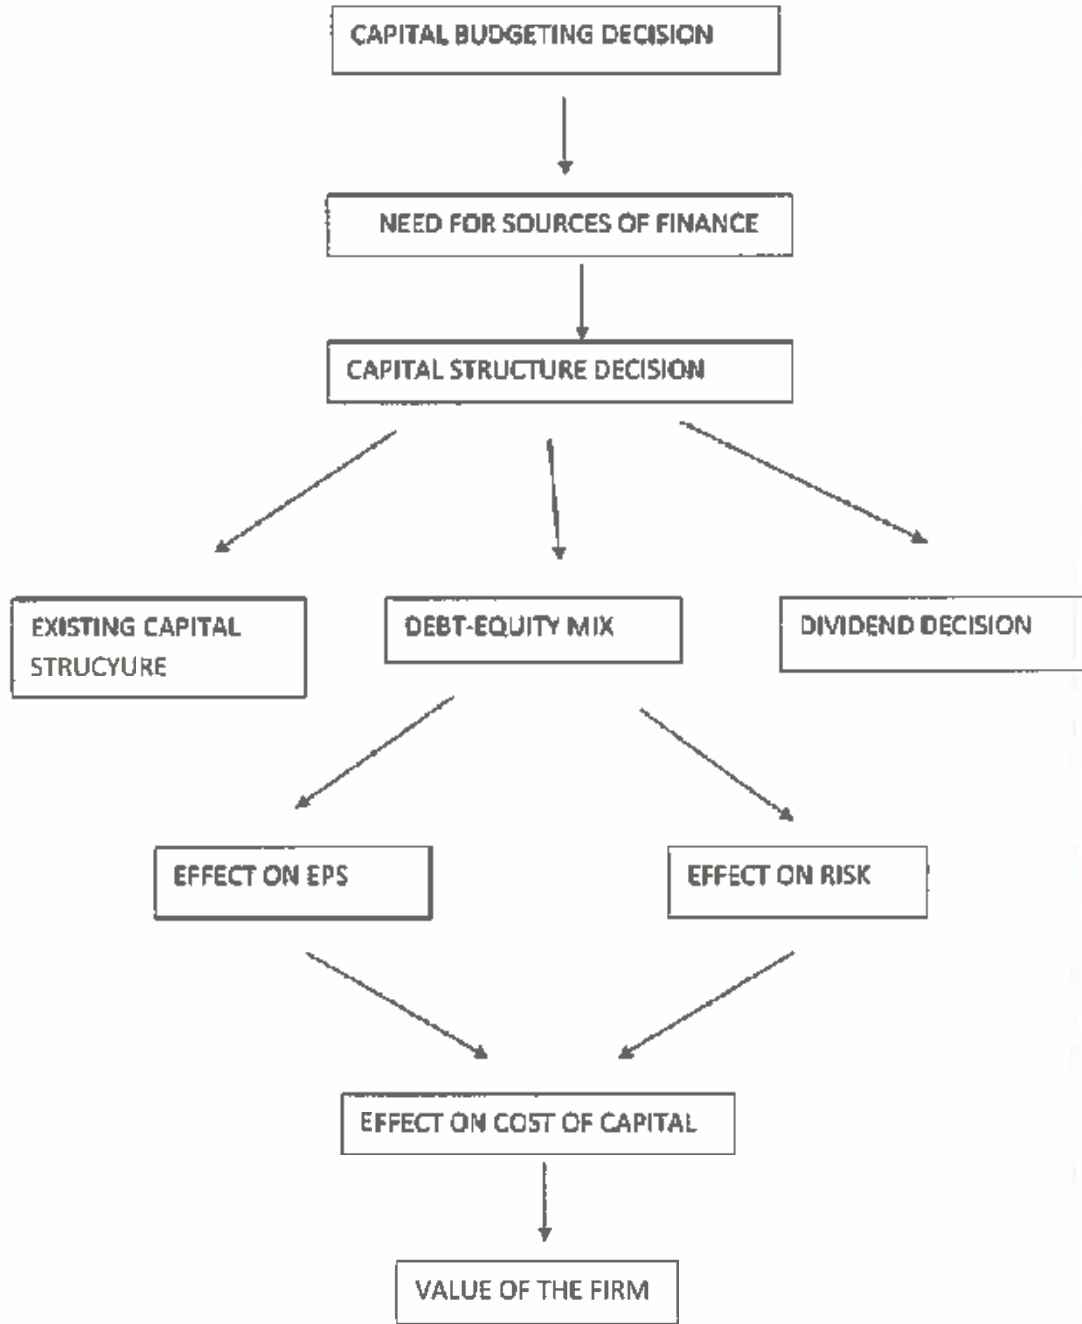 CAPITAL BUDGETING DECISION
NEED FOR SOURCES OF FINANCE
CAPITAL STRUCTURE DECISION
EXISTING CAPITAL
STRUCYURE
DEBT-EQUITY MIX
DIVIDEND DECISION
EFFECT ON EPS
EFFECT ON RISK
EFFECT ON COST OF CAPITAL
VALUE OF THE FIRM